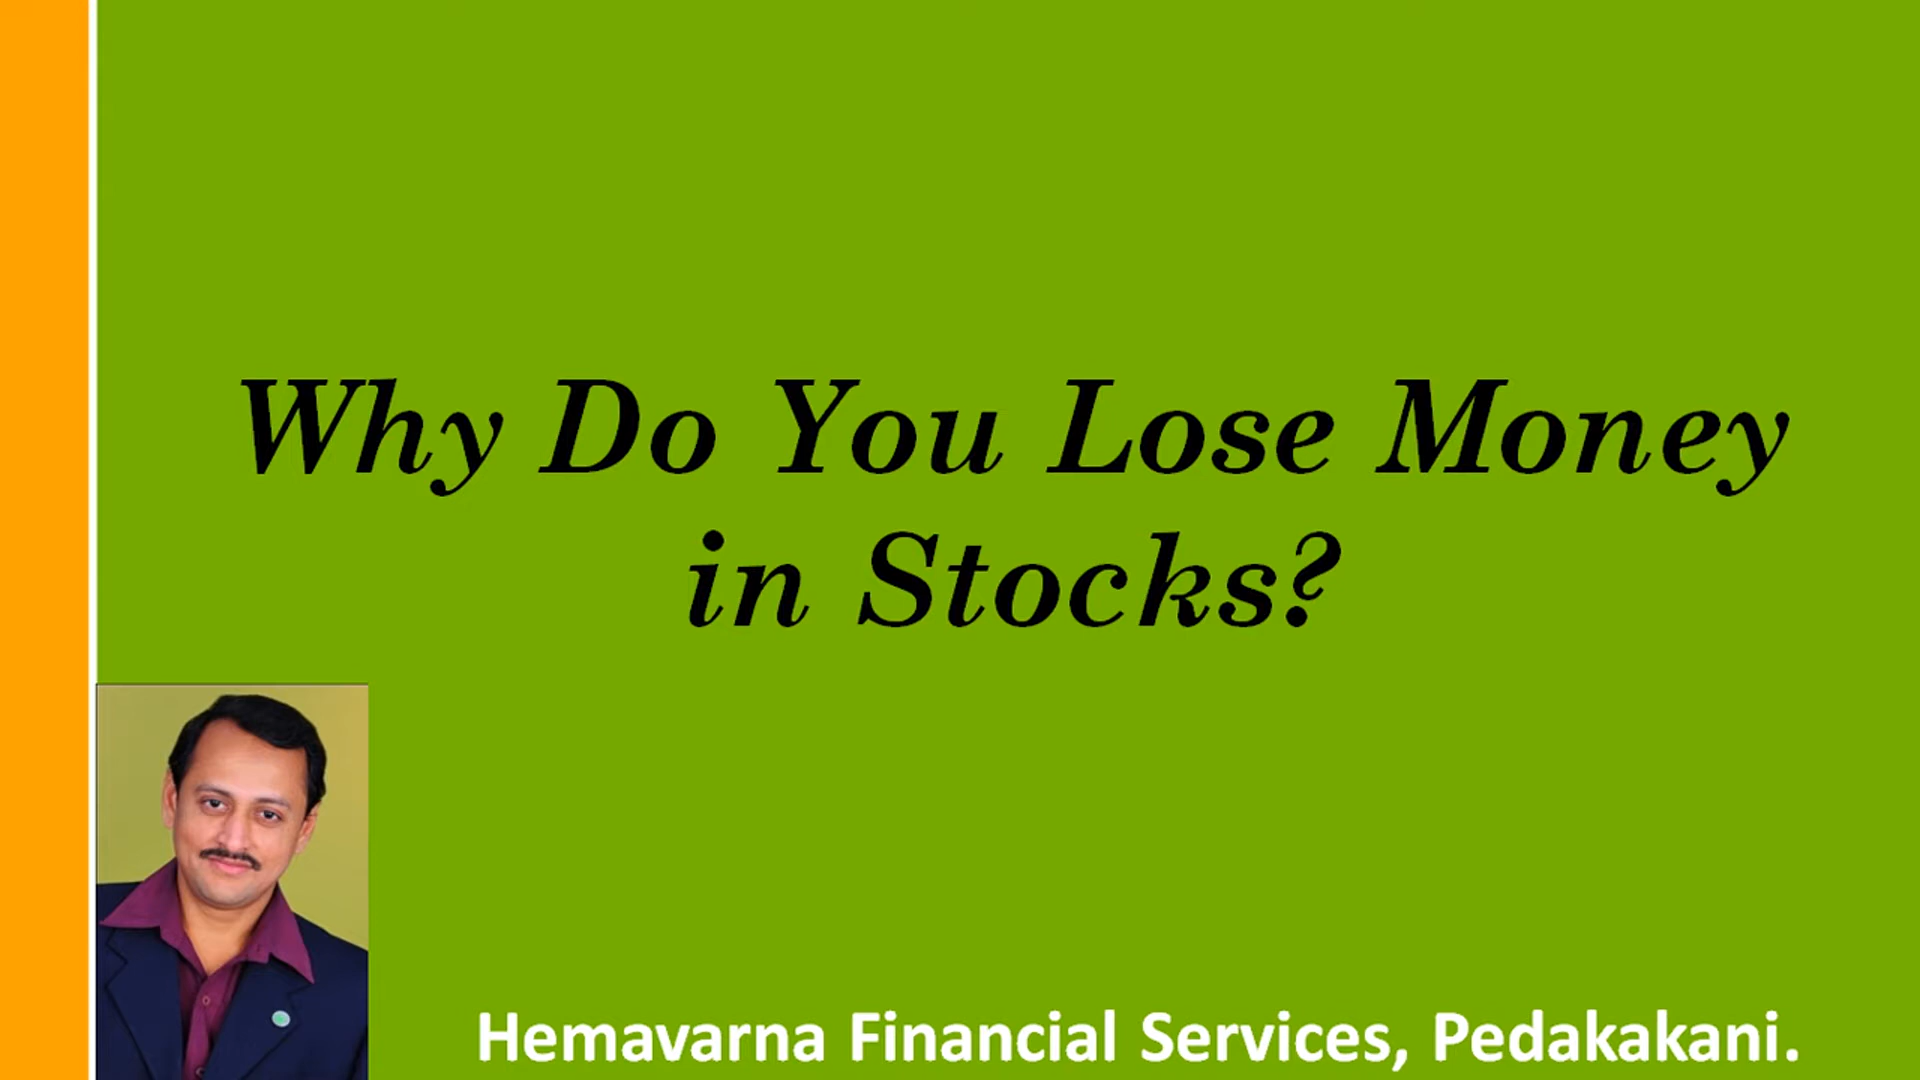 Why Do You Lose Money
in Stocks?
Hemavarna Financial Services, Pedakakani.